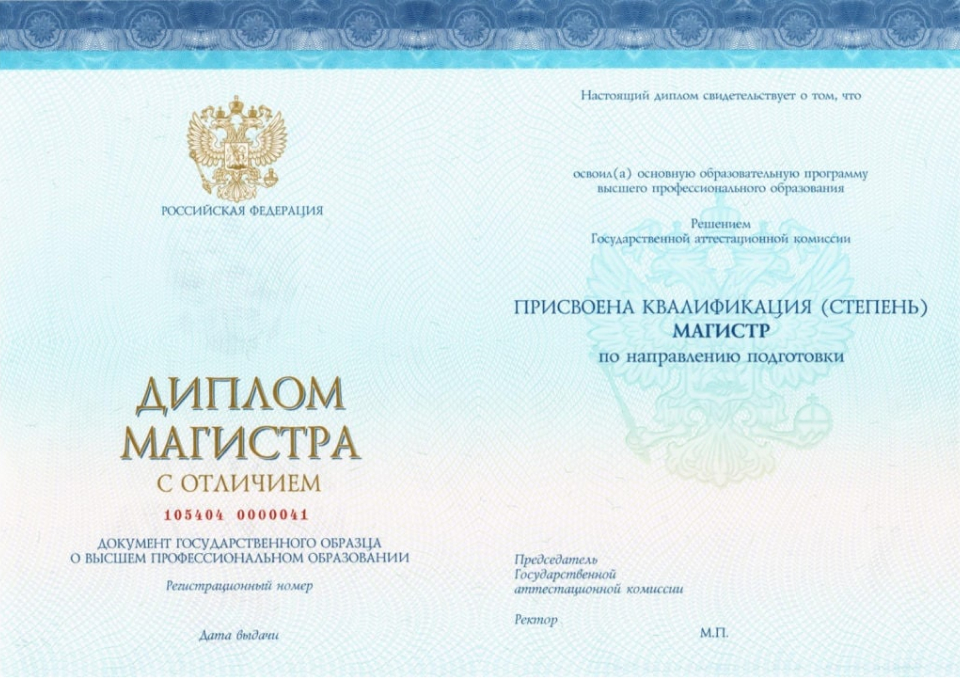 РОССИЙСКАЯ ФЕДЕРАЦИЯ
ДИПЛОМ
МАГИСТРА
С ОТЛИЧИЕМ
105404 0000041
ДОКУМЕНТ ГОСУДАРСТВЕННОГО ОБРАЗЦА
О ВЫСШЕМ ПРОФЕССИОНАЛЬНОМ ОБРАЗОВАНИИ
Регистрационный номер
Дата выдачи
Настоящий диплом свидетельствует о том, что
освоил(а) основную образовательную программу
высшего профессионального образования
Решением
Государственной аттестационной комиссии
ПРИСВОЕНА КВАЛИФИКАЦИЯ (СТЕПЕНЬ)
МАГИСТР
по направлению подготовки
Председатель
Государственной
аттестационной комиссии
Ректор
М.П.